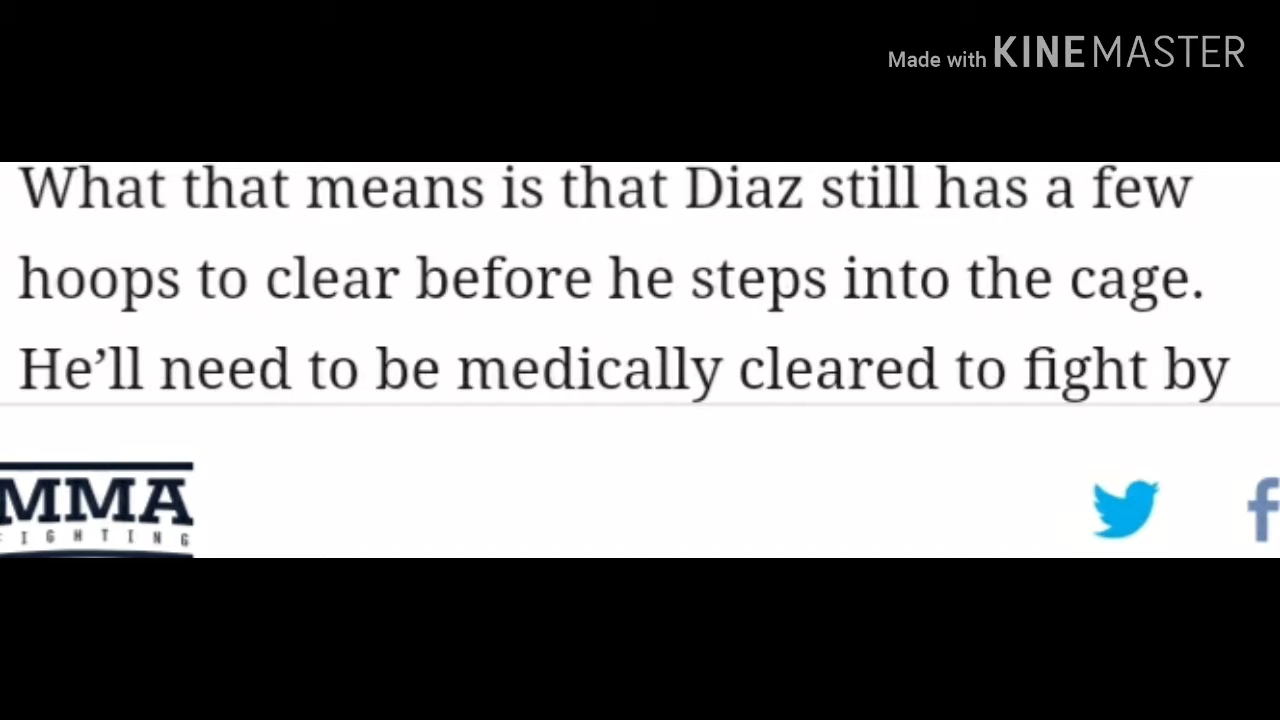 Made with KINEMASTER
What that means is that Diaz still has a few
hoops to clear before he steps into the cage.
He’ll need to be medically cleared to fight by
MMA
FIGHTING